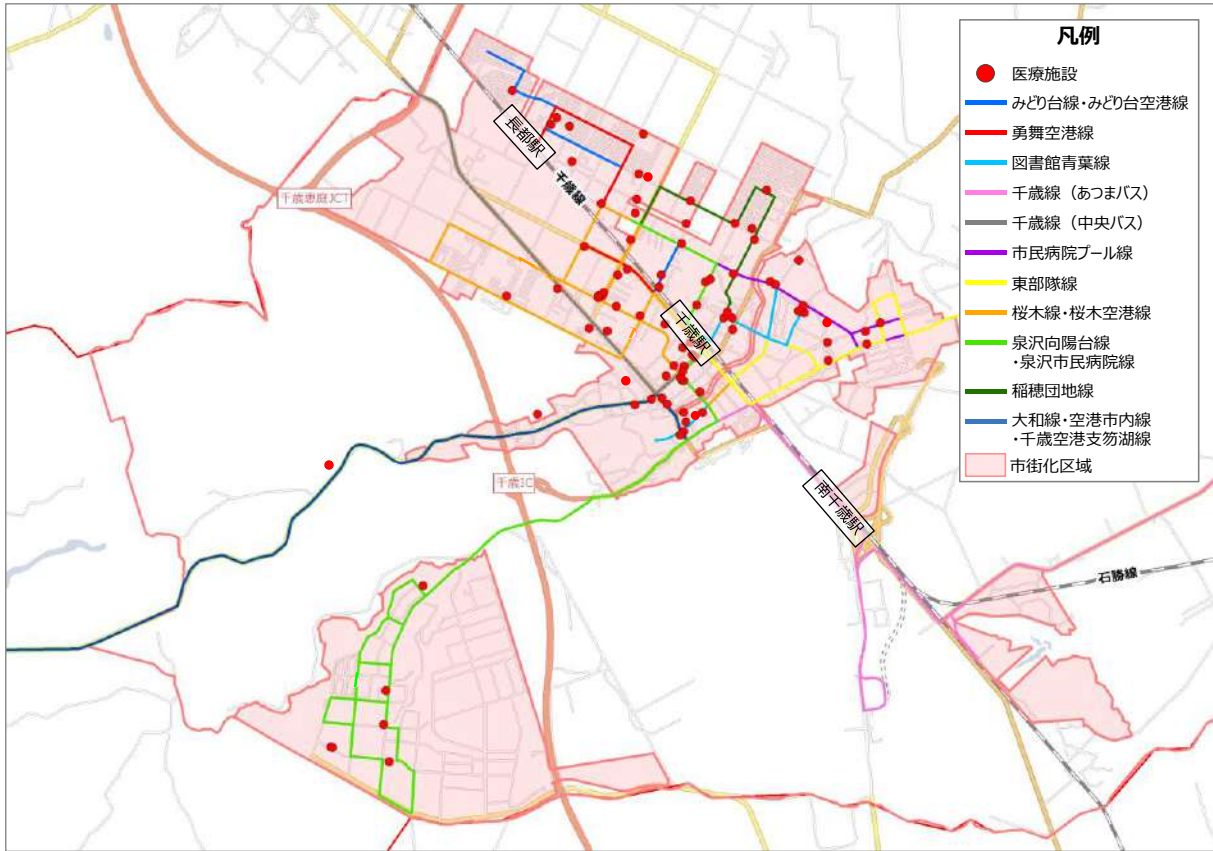 凡例
医療施設
みどり台線・みどり台空港線
勇舞空港線
図書館青葉線
千歳線（あつまバス）
千歳線（中央バス）
市民病院プール線
東部隊線
桜木線・桜木空港線
泉沢向陽台線
・泉沢市民病院線
稲穂団地線
大和線・空港市内線
・千歳空港支笏湖線
市街化区域
長都駅
千歳線
千歳恵庭JCT
千歳駅
千歳IC
南千歳駅
石勝線